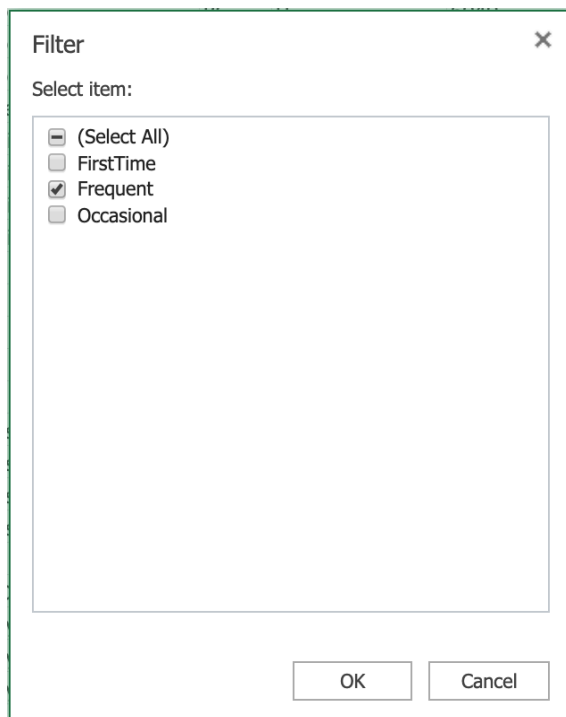 Filter
Select item:
(Select All)
FirstTime
Frequent
Occasional
OK
Cancel